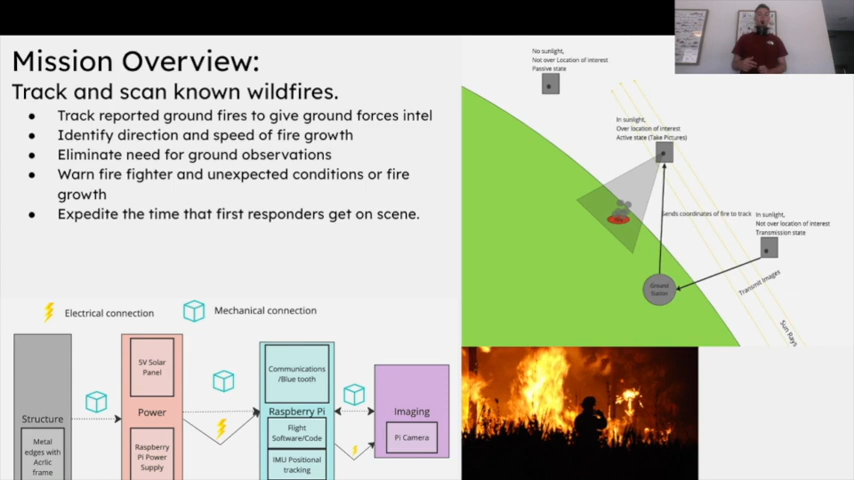 Mission Overview:
Track and scan known wildfires.
Track reported ground fires to give ground forces intel
Identify direction and speed of fire growth
Eliminate need for ground observations
Warn fire fighter and unexpected conditions or fire
growth
Expedite the time that first responders get on scene.
No sunlight,
Not over Location of interest
Passive state
In sunlight,
Over location of interest
Active state (Take Pictures)
Sends coordinates of fire to track
In sunlight,
Not over location of interest
Transmission state
Ground
Station
Transmit Images
Sun Rays
Electrical connection
Mechanical connection
Structure
Metal
edges with
Acrlic
frame
5V Solar
Panel
Power
Raspberry
Pi Power
Supply
Communications
/Blue tooth
Raspberry Pi
Flight
Software/Code
IMU Positional
tracking
Imaging
Pi Camera